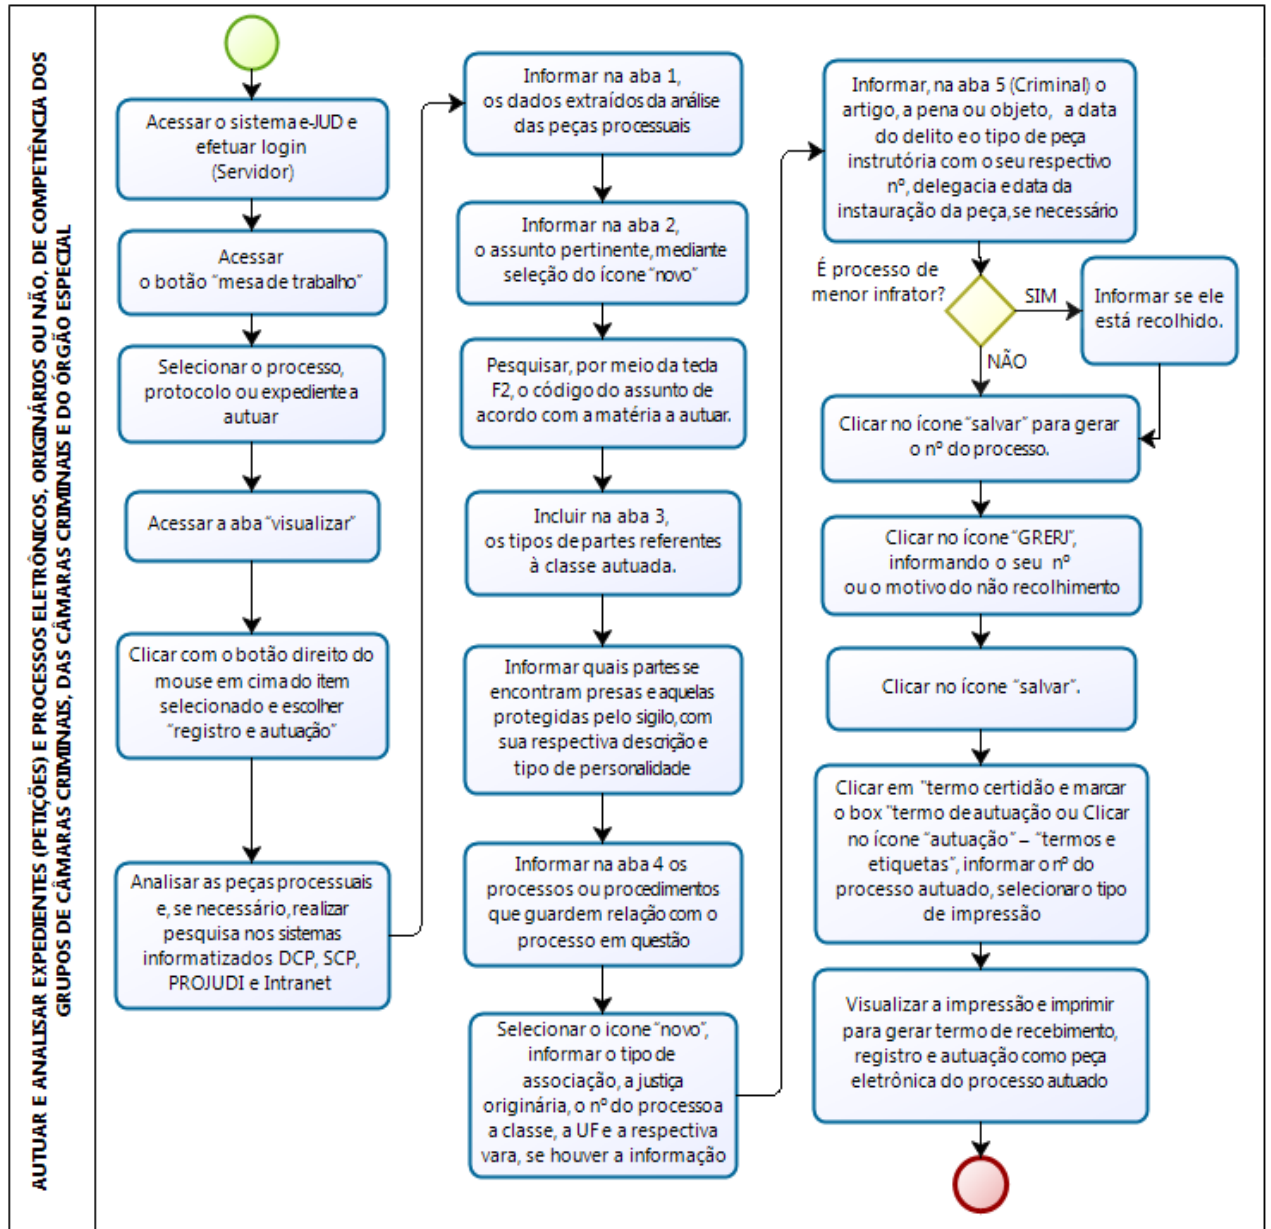 AUTUAR E ANALISAR EXPEDIENTES (PETIÇÕES) E PROCESSOS ELETRÔNICOS, ORIGINÁRIOS OU NÃO, DE COMPETÊNCIA DOS
GRUPOS DE CÂMARAS CRIMINAIS, DAS CÂMARAS CRIMINAIS E DO ÓRGÃO ESPECIAL
Acessar o sistema e-JUD e
efetuar login
(Servidor)
Acessar
o botão “mesa de trabalho”
Selecionar o processo,
protocolo ou expediente a
autuar
Acessar a aba “visualizar”
Clicar com o botão direito do
mouse em cima do item
selecionado e escolher
“registro e autuação”
Analisar as peças processuais
e, se necessário, realizar
pesquisa nos sistemas
informatizados DCP, SCP,
PROJUDI e Intranet
Informar na aba 1,
os dados extraídos da análise
das peças processuais
Informar na aba 2,
o assunto pertinente, mediante
seleção do ícone “novo”
Pesquisar, por meio da tecla
F2, o código do assunto de
acordo com a matéria a autuar.
Incluir na aba 3,
os tipos de partes referentes
à classe autuada.
Informar quais partes se
encontram presas e aquelas
protegidas pelo sigilo, com
sua respectiva descrição e
tipo de personalidade
Informar na aba 4 os
processos ou procedimentos
que guardem relação com o
processo em questão
Selecionar o icone “novo”,
informar o tipo de
associação, a justiça
originária, o nº do processoa
a classe, a UF e a respectiva
vara, se houver a informação
Informar, na aba 5 (Criminal) o
artigo, a pena ou objeto, a data
do delito e o tipo de peça
instrutória com o seu respectivo
nº, delegacia e data da
instauração da peça, se necessário
É processo de
menor infrator?
SIM
Informar se ele
está recolhido.
NÃO
Clicar no ícone “salvar” para gerar
o nº do processo.
Clicar no ícone “GRERJ”,
informando o seu nº
ou o motivo do não recolhimento
Clicar no ícone “salvar”.
Clicar em “termo certidão e marcar
o box “termo de autuação ou Clicar
no ícone “autuação” – “termos e
etiquetas”, informar o nº do
processo autuado, selecionar o tipo
de impressão
Visualizar a impressão e imprimir
para gerar termo de recebimento,
registro e autuação como peça
eletrônica do processo autuado